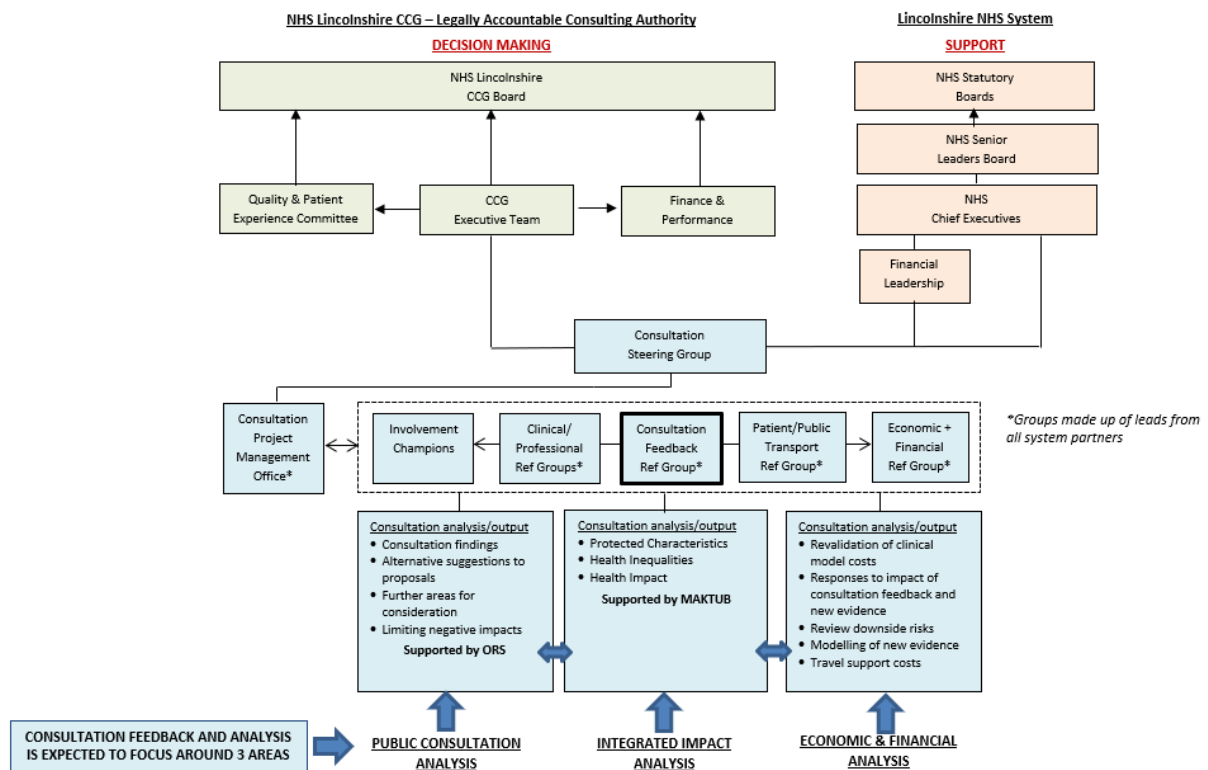 NHS Lincolnshire CCG – Legally Accountable Consulting Authority
Lincolnshire NHS System
DECISION MAKING
SUPPORT
NHS Lincolnshire
CCG Board
NHS Statutory
Boards
NHS Senior
Leaders Board
Quality & Patient
Experience Committee
CCG
Executive Team
Finance &
Performance
NHS
Chief Executives
Financial
Leadership
Consultation
Steering Group
Consultation
Project
Management
Office*
Involvement
Champions
Clinical/
Professional
Ref Groups*
Consultation
Feedback
Ref Group*
Patient/Public
Transport
Ref Group*
Economic +
Financial
Ref Group*
*Groups made up of leads from
all system partners
Consultation analysis/output
• Consultation findings
• Alternative suggestions to
proposals
• Further areas for
consideration
• Limiting negative impacts
Supported by ORS
Consultation analysis/output
• Protected Characteristics
• Health Inequalities
• Health Impact
Supported by MAKTUB
Consultation analysis/output
• Revalidation of clinical
model costs
• Responses to impact of
consultation feedback and
new evidence
• Review downside risks
• Modelling of new evidence
• Travel support costs
CONSULTATION FEEDBACK AND ANALYSIS
IS EXPECTED TO FOCUS AROUND 3 AREAS
PUBLIC CONSULTATION
ANALYSIS
INTEGRATED IMPACT
ANALYSIS
ECONOMIC & FINANCIAL
ANALYSIS